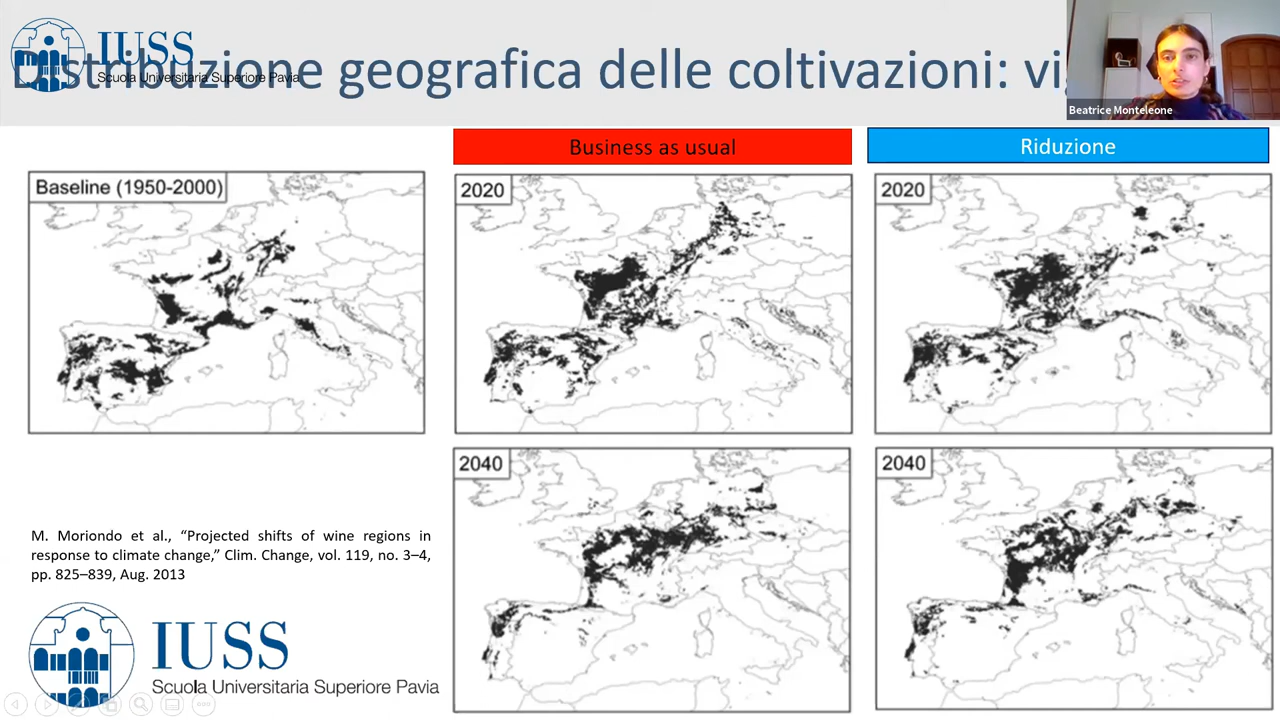 IUSS
Scuola Universitaria Superiore Pavia
Distribuzione geografica delle coltivazioni:
Beatrice Monteleone
Business as usual
Riduzione
Baseline (1950-2000)
2020
2020
2040
2040
M. Moriondo et al., “Projected shifts of wine regions in
response to climate change,” Clim. Change, vol. 119, no. 3–4,
pp. 825–839, Aug. 2013
IUSS
Scuola Universitaria Superiore Pavia